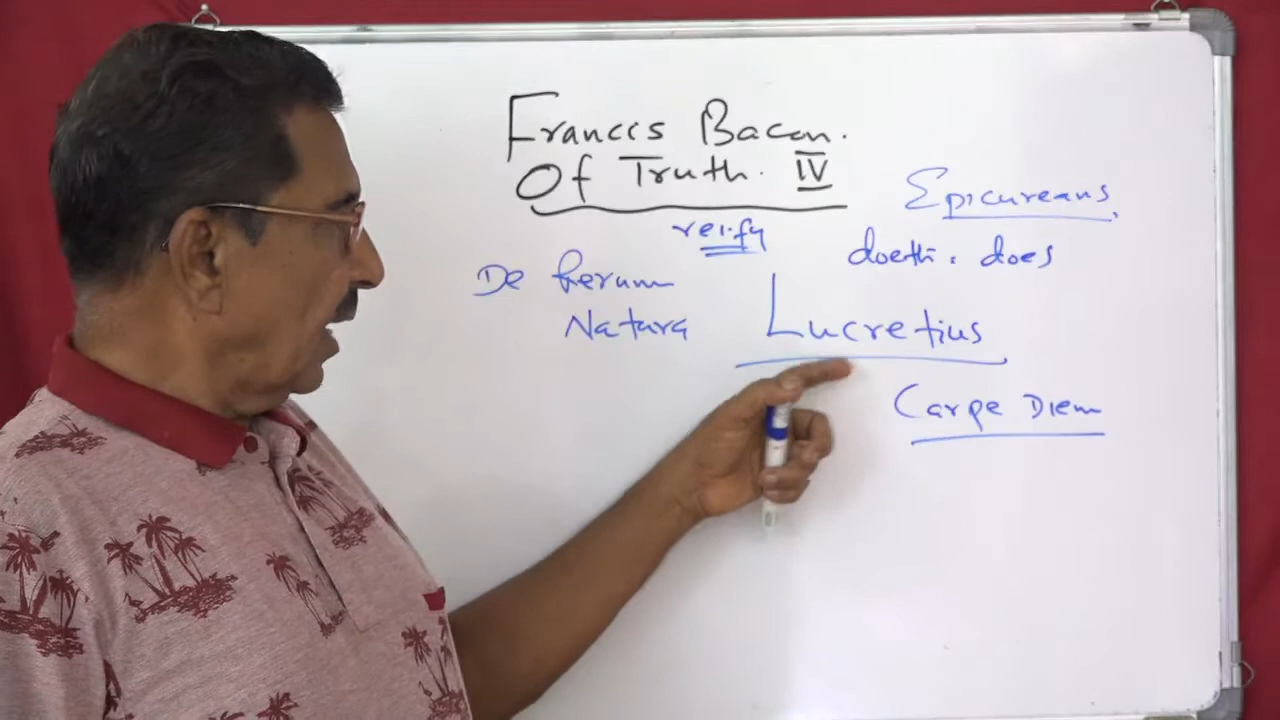 Francis Bacon.
Of Truth. IV
Epicureans,
verify
doeth = does
De Rerum
Natura
Lucretius
Carpe Diem